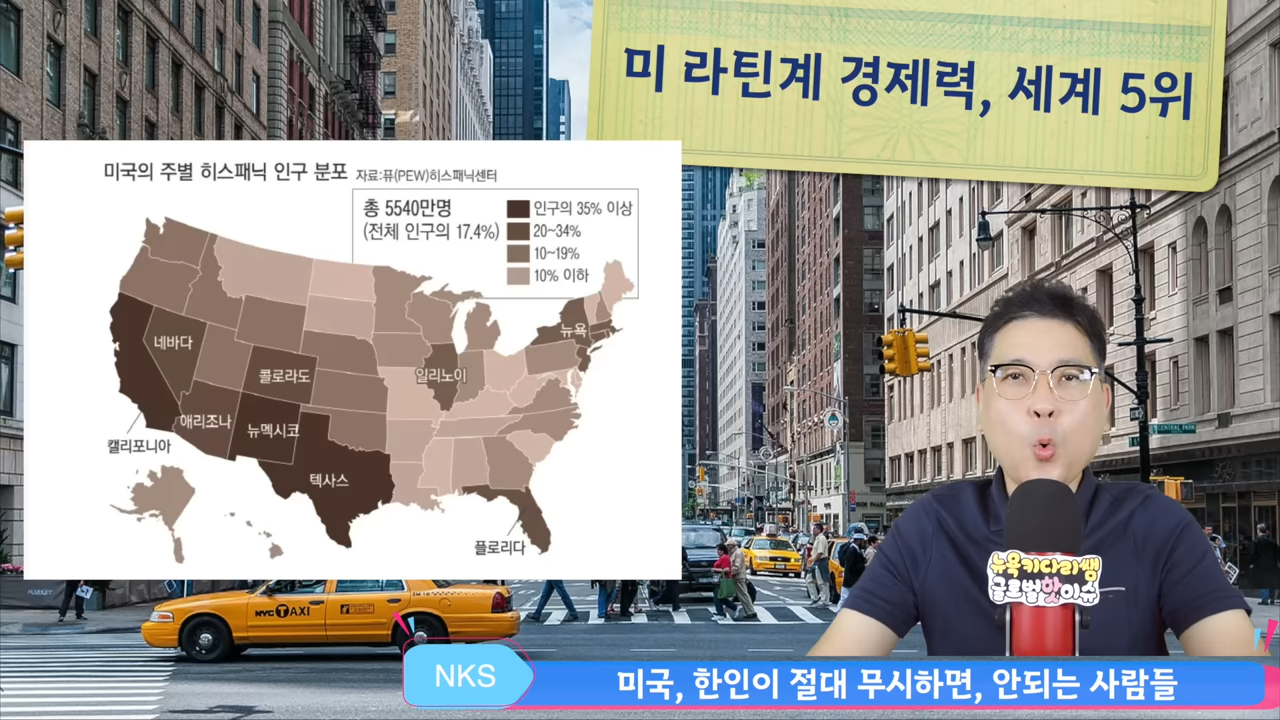 미 라틴계 경제력, 세계 5위
미국의 주별 히스패닉 인구 분포 자료:퓨(PEW)히스패닉센터
총 5540만명
(전체 인구의 17.4%)
인구의 35% 이상
20~34%
10~19%
10% 이하
뉴욕
네바다
콜로라도
일리노이
애리조나
뉴멕시코
캘리포니아
텍사스
플로리다
CENTRAL PARK
뉴욕키다리쌤
글로벌핫이슈
NYC TAXI
NKS
미국, 한인이 절대 무시하면, 안되는 사람들